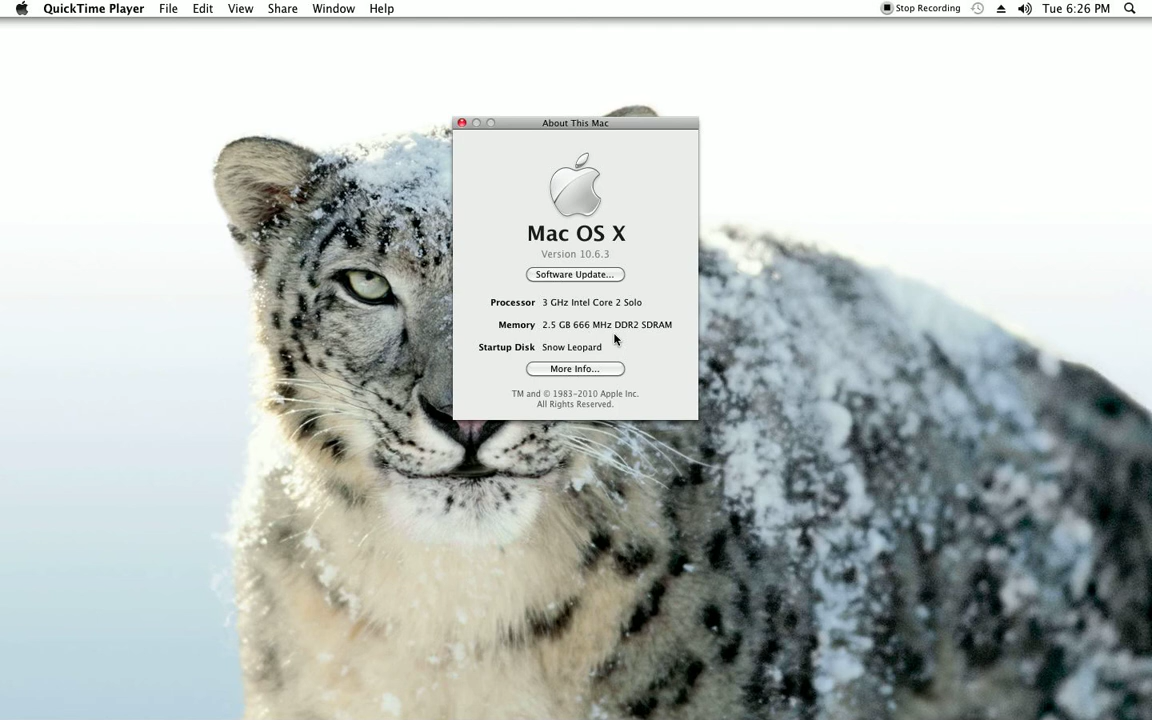 QuickTime Player File Edit View Share Window Help Stop Recording Tue 6:26 PM
About This Mac
Mac OS X
Version 10.6.3
Software Update...
Processor 3 GHz Intel Core 2 Solo
Memory 2.5 GB 666 MHz DDR2 SDRAM
Startup Disk Snow Leopard
More Info...
TM and © 1983–2010 Apple Inc.
All Rights Reserved.